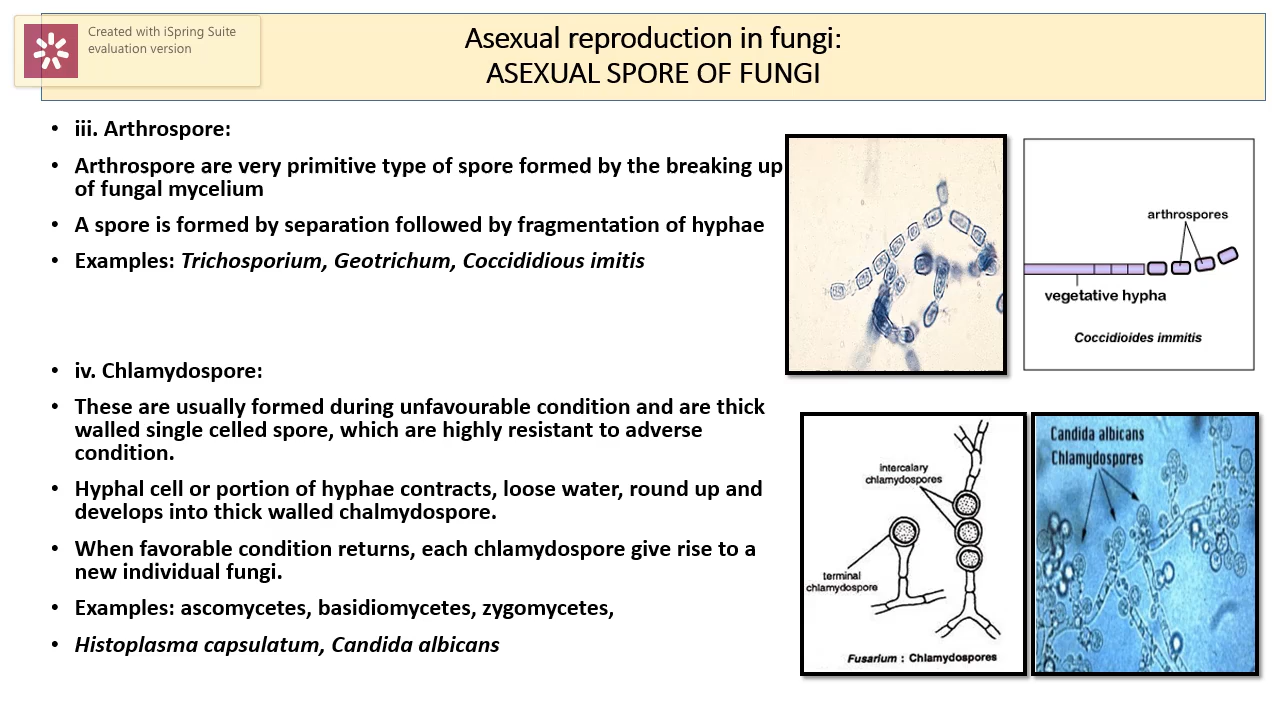 Created with iSpring Suite
evaluation version
Asexual reproduction in fungi:
ASEXUAL SPORE OF FUNGI
• iii. Arthrospore:
• Arthrospore are very primitive type of spore formed by the breaking up
of fungal mycelium
• A spore is formed by separation followed by fragmentation of hyphae
• Examples: Trichosporium, Geotrichum, Coccididious imitis
arthrospores
vegetative hypha
Coccidioides immitis
• iv. Chlamydospore:
• These are usually formed during unfavourable condition and are thick
walled single celled spore, which are highly resistant to adverse
condition.
• Hyphal cell or portion of hyphae contracts, loose water, round up and
develops into thick walled chalmydospore.
• When favorable condition returns, each chlamydospore give rise to a
new individual fungi.
• Examples: ascomycetes, basidiomycetes, zygomycetes,
• Histoplasma capsulatum, Candida albicans
intercalary
chlamydospores
terminal
chlamydospore
Fusarium : Chlamydospores
Candida albicans
Chlamydospores